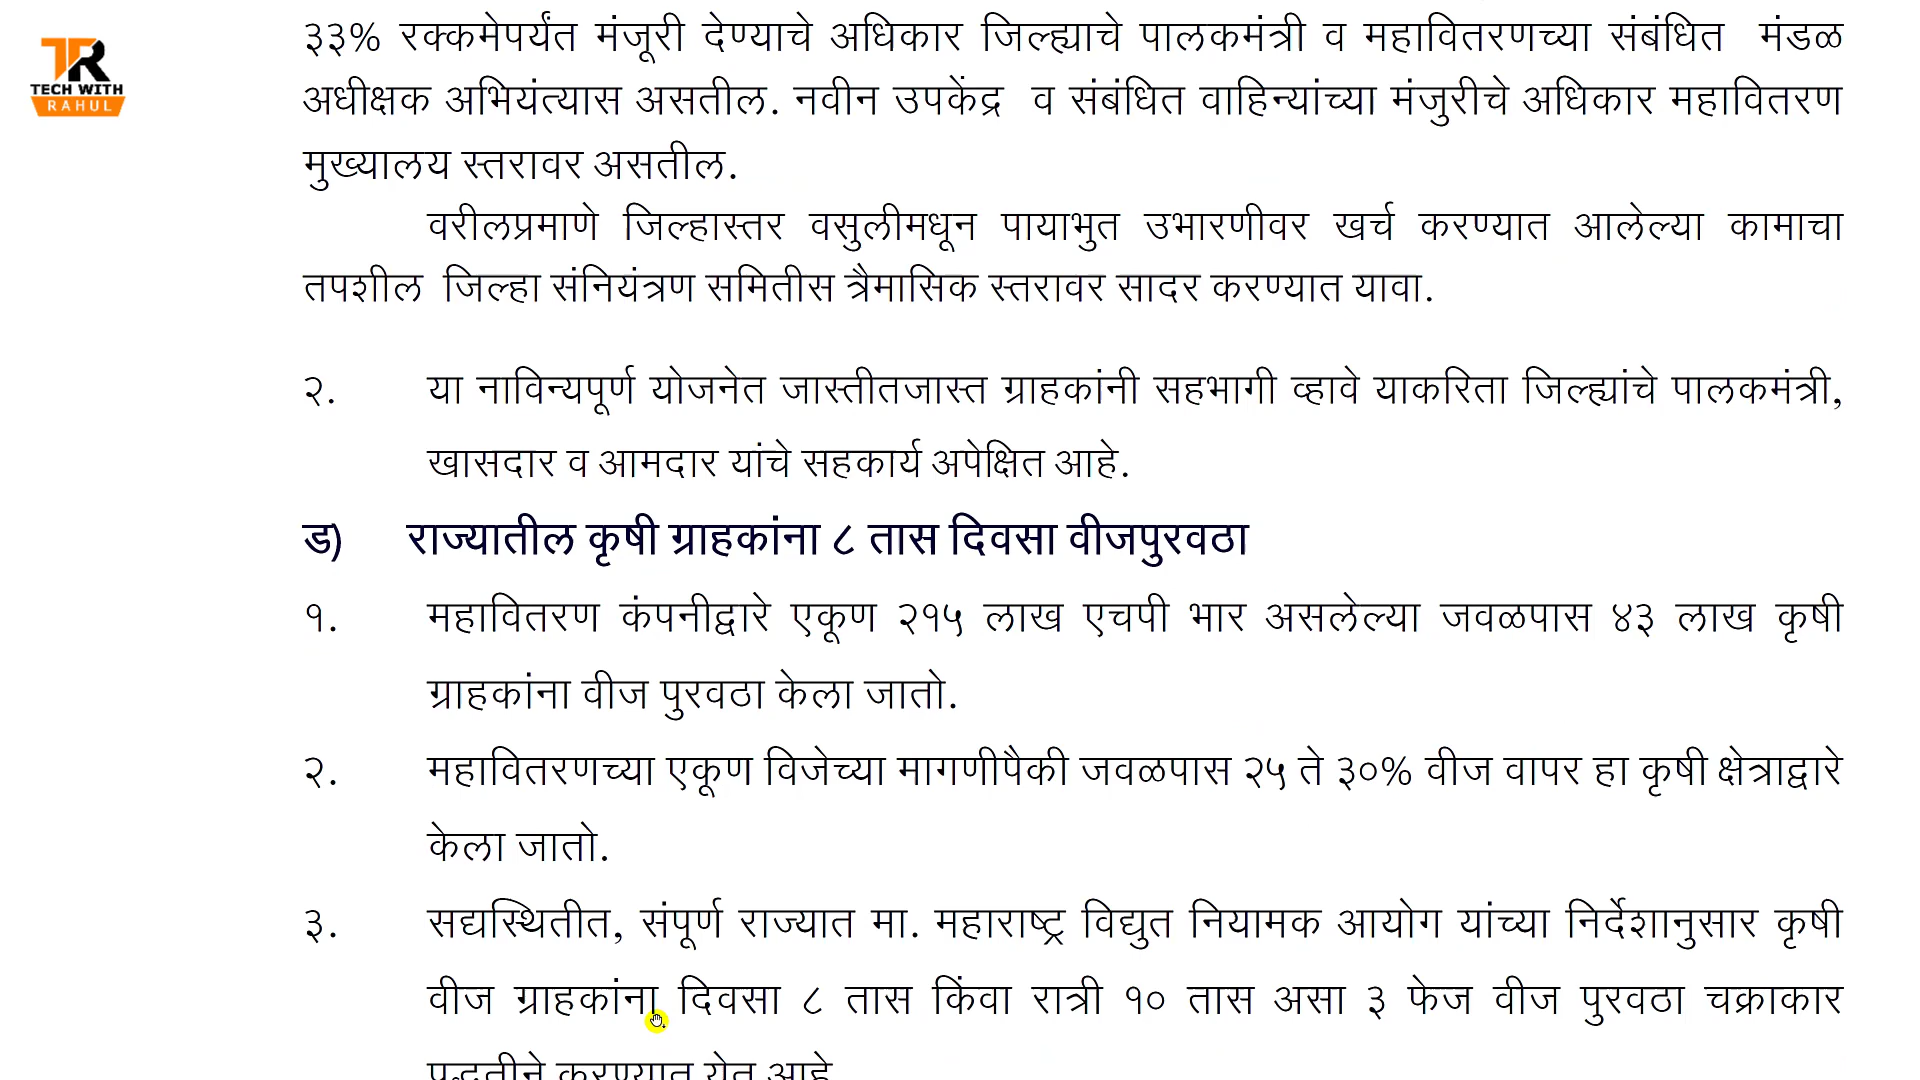 TR
TECH WITH
RAHUL
३३% रक्कमेपर्यंत मंजूरी देण्याचे अधिकार जिल्ह्याचे पालकमंत्री व महावितरणच्या संबंधित मंडळ
अधीक्षक अभियंत्यास असतील. नवीन उपकेंद्र व संबंधित वाहिन्यांच्या मंजुरीचे अधिकार महावितरण
मुख्यालय स्तरावर असतील.
वरीलप्रमाणे जिल्हास्तर वसुलीमधून पायाभुत उभारणीवर खर्च करण्यात आलेल्या कामाचा
तपशील जिल्हा संनियंत्रण समितीस त्रैमासिक स्तरावर सादर करण्यात यावा.
२. या नाविन्यपूर्ण योजनेत जास्तीतजास्त ग्राहकांनी सहभागी व्हावे याकरिता जिल्ह्यांचे पालकमंत्री,
खासदार व आमदार यांचे सहकार्य अपेक्षित आहे.
ड) राज्यातील कृषी ग्राहकांना ८ तास दिवसा वीजपुरवठा
१. महावितरण कंपनीद्वारे एकूण २१५ लाख एचपी भार असलेल्या जवळपास ४३ लाख कृषी
ग्राहकांना वीज पुरवठा केला जातो.
२. महावितरणच्या एकूण विजेच्या मागणीपैकी जवळपास २५ ते ३०% वीज वापर हा कृषी क्षेत्राद्वारे
केला जातो.
३. सद्यस्थितीत, संपूर्ण राज्यात मा. महाराष्ट्र विद्युत नियामक आयोग यांच्या निर्देशानुसार कृषी
वीज ग्राहकांना दिवसा ८ तास किंवा रात्री १० तास असा ३ फेज वीज पुरवठा चक्राकार
पद्धतीने करण्यात येत आहे